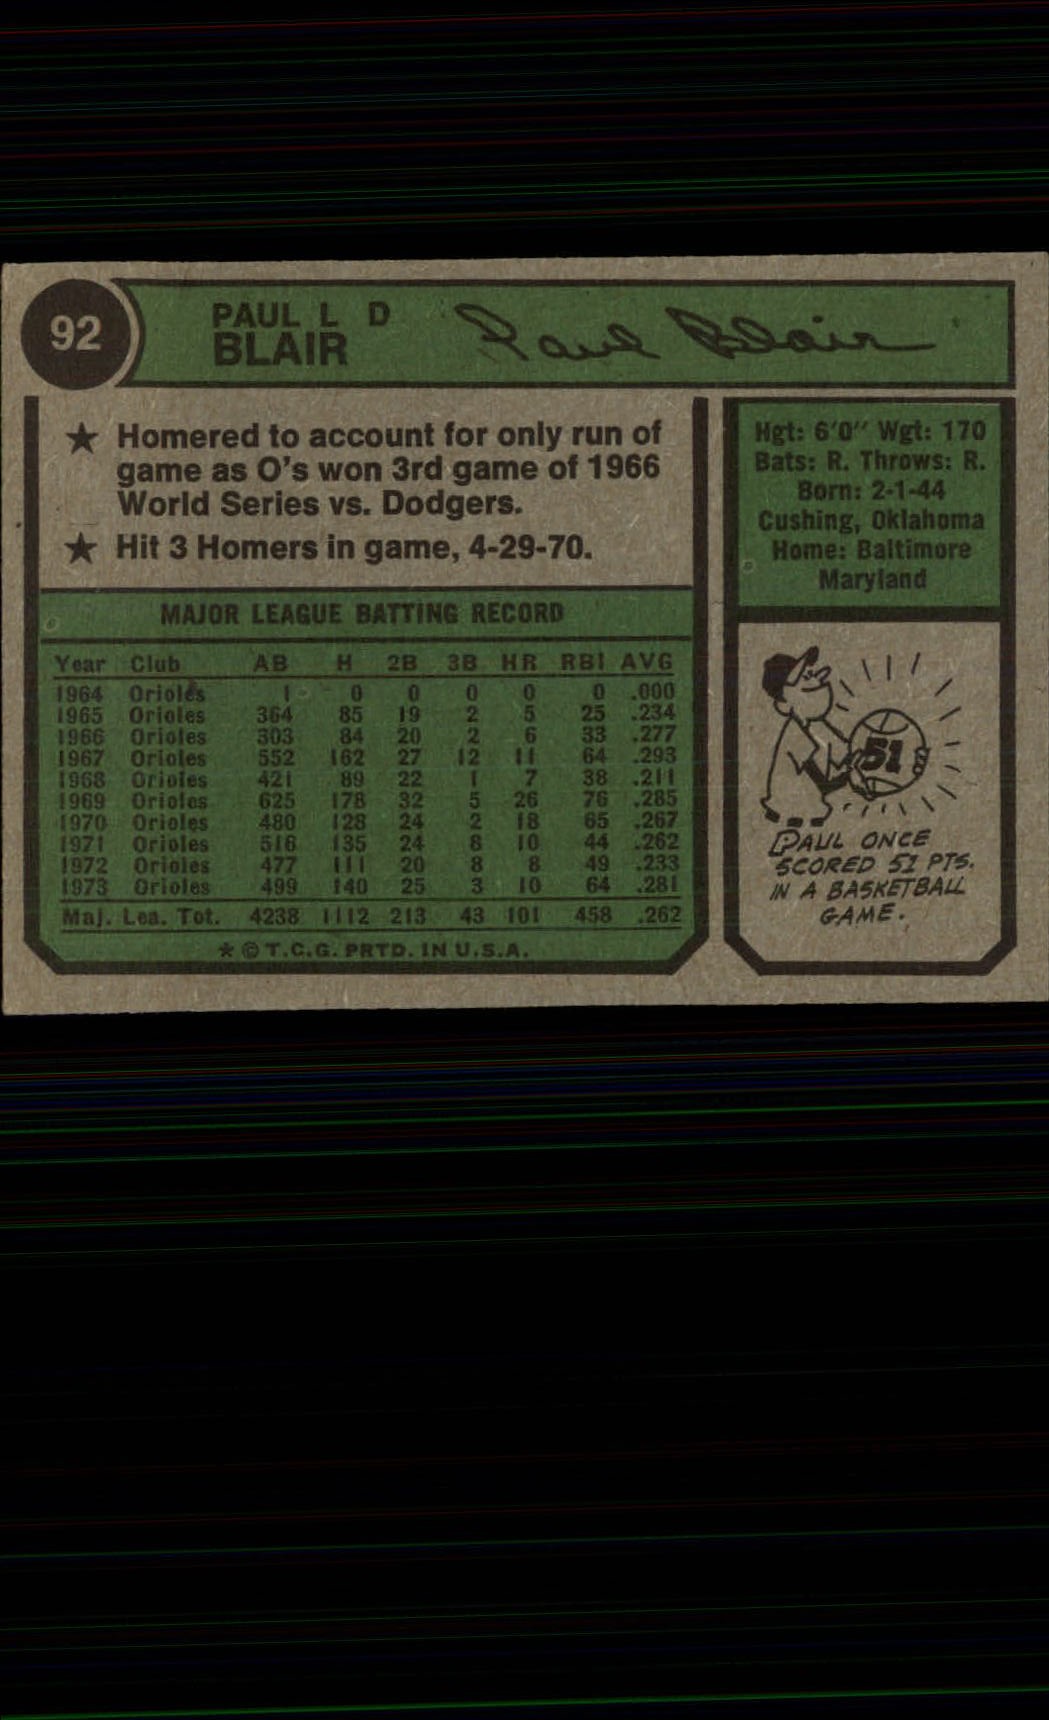 92
PAUL L D
BLAIR
Paul Blair
★ Homered to account for only run of
game as O's won 3rd game of 1966
World Series vs. Dodgers.
★ Hit 3 Homers in game, 4-29-70.
MAJOR LEAGUE BATTING RECORD
Year Club AB H 2B 3B HR RBI AVG
1964 Orioles 1 0 0 0 0 0 .000
1965 Orioles 364 85 19 2 5 25 .234
1966 Orioles 303 84 20 2 6 33 .277
1967 Orioles 552 162 27 12 11 64 .293
1968 Orioles 421 89 22 1 7 38 .211
1969 Orioles 625 178 32 5 26 76 .285
1970 Orioles 480 128 24 2 18 65 .267
1971 Orioles 516 135 24 8 10 44 .262
1972 Orioles 477 111 20 8 8 49 .233
1973 Orioles 499 140 25 3 10 64 .281
Maj. Lea. Tot. 4238 1112 213 43 101 458 .262
★ © T.C.G. PRTD. IN U.S.A.
Hgt: 6'0" Wgt: 170
Bats: R. Throws: R.
Born: 2-1-44
Cushing, Oklahoma
Home: Baltimore
Maryland
51
PAUL ONCE
SCORED 51 PTS.
IN A BASKETBALL
GAME.